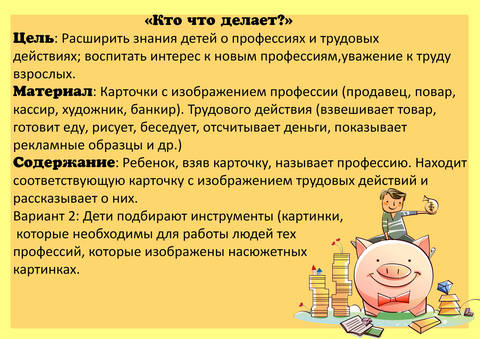 «Кто что делает?»
Цель: Расширить знания детей о профессиях и трудовых
действиях; воспитать интерес к новым профессиям,уважение к труду
взрослых.
Материал: Карточки с изображением профессии (продавец, повар,
кассир, художник, банкир). Трудового действия (взвешивает товар,
готовит еду, рисует, беседует, отсчитывает деньги, показывает
рекламные образцы и др.)
Содержание: Ребенок, взяв карточку, называет профессию. Находит
соответствующую карточку с изображением трудовых действий и
рассказывает о них.
Вариант 2: Дети подбирают инструменты (картинки,
которые необходимы для работы людей тех
профессий, которые изображены насюжетных
картинках.